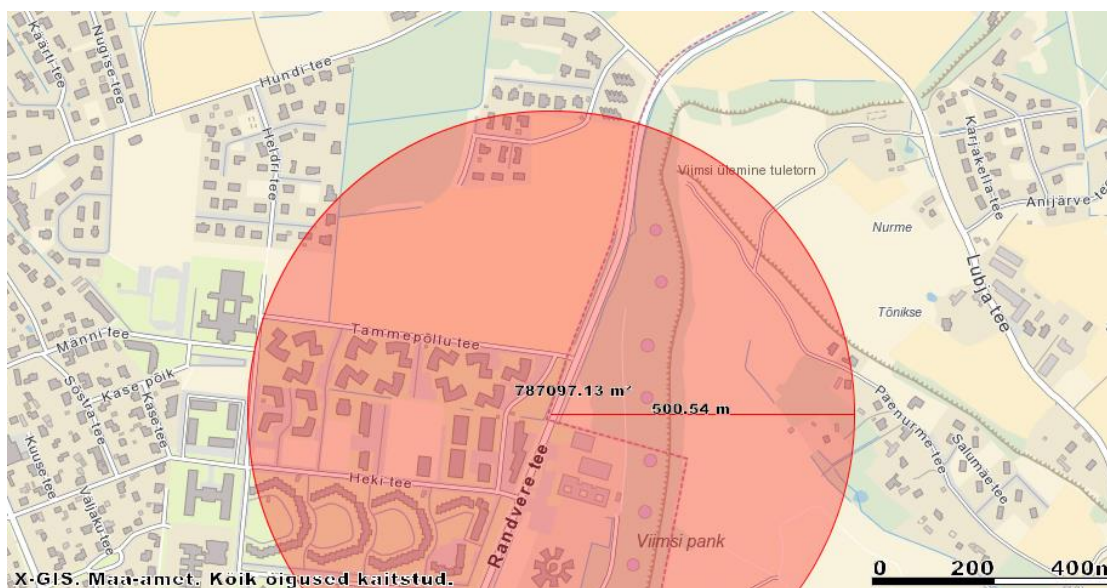 Käärti tee
Nugise tee
Hundi tee
Heldri tee
Karjakella tee
Anijärve tee
Viimsi ülemine tuletorn
Nurme
Lubja tee
Tõnikse
Tammepõllu tee
Männi tee
Kase põik
Sõstra tee
Kase tee
787097.13 m²
500.54 m
Paenurme tee
Salumäe tee
Kuuse tee
Väljaku tee
Heki tee
Randvere tee
Viimsi pank
X-GIS. Maa-amet. Kõik õigused kaitstud.
0 200 400m